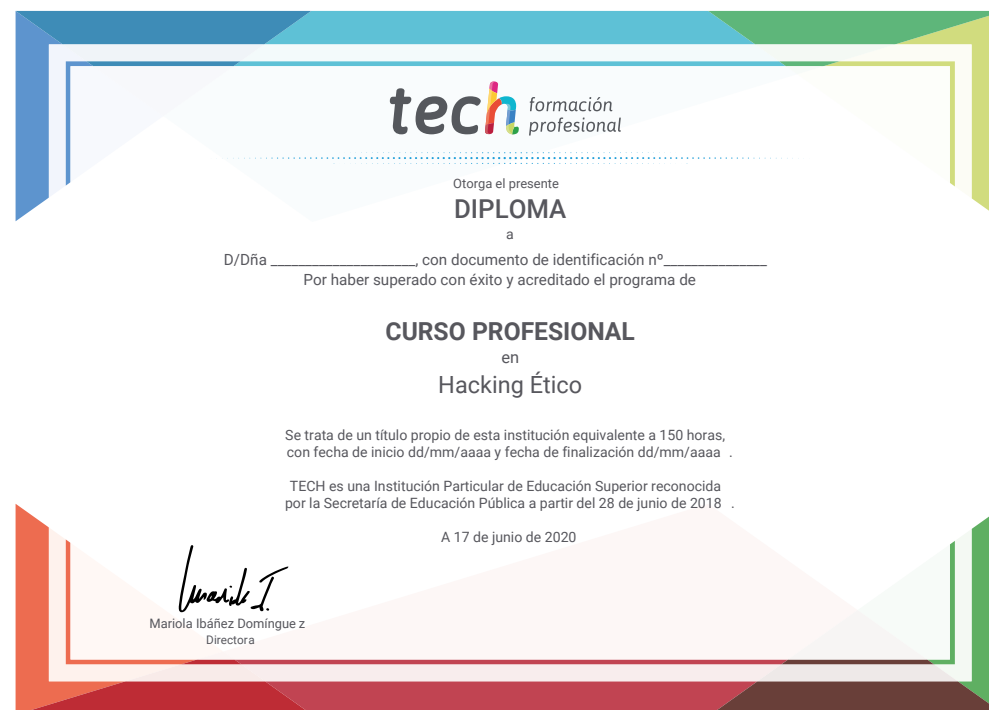 tech formación
profesional
Otorga el presente
DIPLOMA
a
D/Dña _____________________, con documento de identificación nº_______________
Por haber superado con éxito y acreditado el programa de
CURSO PROFESIONAL
en
Hacking Ético
Se trata de un título propio de esta institución equivalente a 150 horas,
con fecha de inicio dd/mm/aaaa y fecha de finalización dd/mm/aaaa .
TECH es una Institución Particular de Educación Superior reconocida
por la Secretaría de Educación Pública a partir del 28 de junio de 2018 .
A 17 de junio de 2020
Mariola Ibáñez Domíngue z
Directora